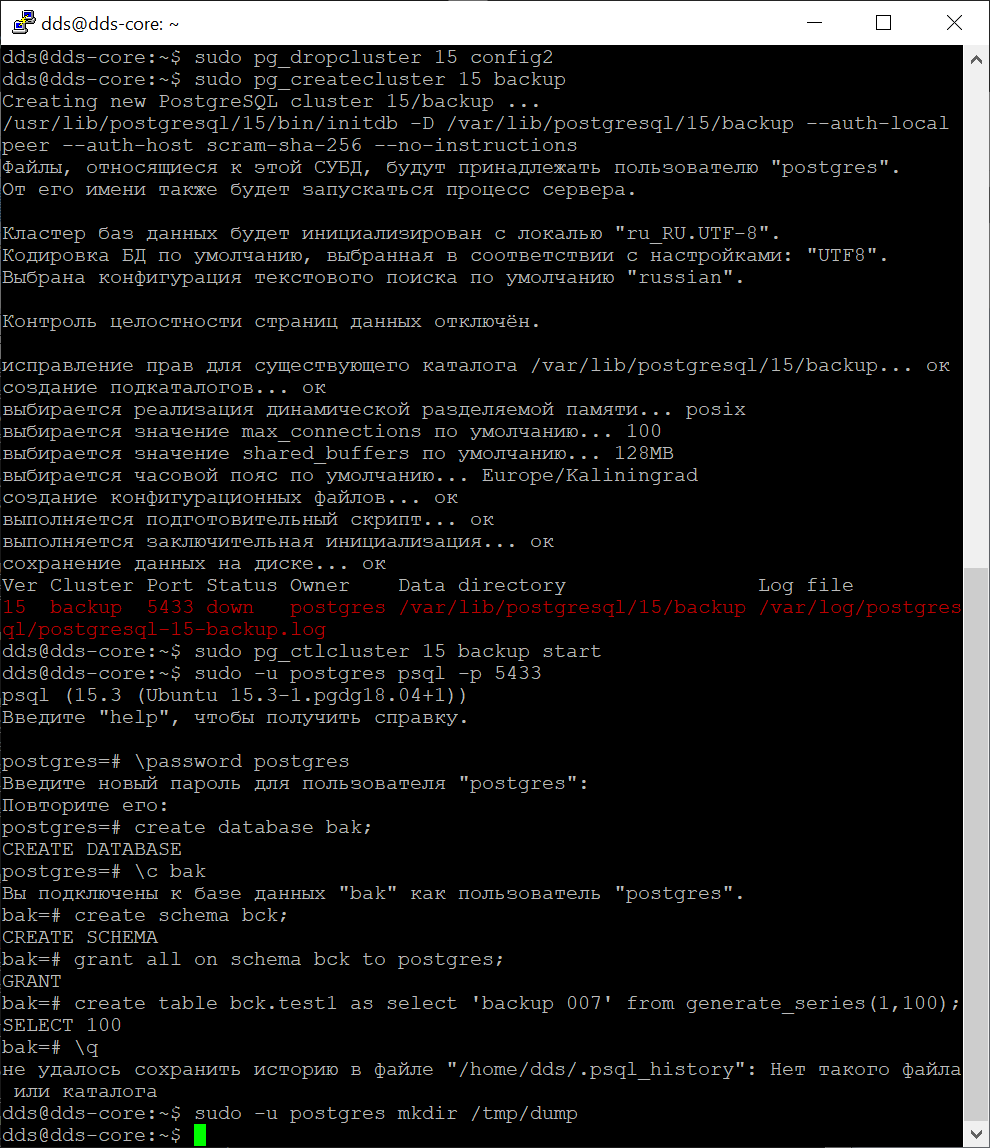 dds@dds-core: ~
dds@dds-core:~$ sudo pg_dropcluster 15 config2
dds@dds-core:~$ sudo pg_createcluster 15 backup
Creating new PostgreSQL cluster 15/backup ...
/usr/lib/postgresql/15/bin/initdb -D /var/lib/postgresql/15/backup --auth-local
peer --auth-host scram-sha-256 --no-instructions
Файлы, относящиеся к этой СУБД, будут принадлежать пользователю "postgres".
От его имени также будет запускаться процесс сервера.
Кластер баз данных будет инициализирован с локалью "ru_RU.UTF-8".
Кодировка БД по умолчанию, выбранная в соответствии с настройками: "UTF8".
Выбрана конфигурация текстового поиска по умолчанию "russian".
Контроль целостности страниц данных отключён.
исправление прав для существующего каталога /var/lib/postgresql/15/backup... ок
создание подкаталогов... ок
выбирается реализация динамической разделяемой памяти... posix
выбирается значение max_connections по умолчанию... 100
выбирается значение shared_buffers по умолчанию... 128MB
выбирается часовой пояс по умолчанию... Europe/Kaliningrad
создание конфигурационных файлов... ок
выполняется подготовительный скрипт... ок
выполняется заключительная инициализация... ок
сохранение данных на диске... ок
Ver Cluster Port Status Owner    Data directory                Log file
15  backup  5433 down   postgres /var/lib/postgresql/15/backup /var/log/postgres
ql/postgresql-15-backup.log
dds@dds-core:~$ sudo pg_ctlcluster 15 backup start
dds@dds-core:~$ sudo -u postgres psql -p 5433
psql (15.3 (Ubuntu 15.3-1.pgdg18.04+1))
Введите "help", чтобы получить справку.
postgres=# \password postgres
Введите новый пароль для пользователя "postgres":
Повторите его:
postgres=# create database bak;
CREATE DATABASE
postgres=# \c bak
Вы подключены к базе данных "bak" как пользователь "postgres".
bak=# create schema bck;
CREATE SCHEMA
bak=# grant all on schema bck to postgres;
GRANT
bak=# create table bck.test1 as select 'backup 007' from generate_series(1,100);
SELECT 100
bak=# \q
не удалось сохранить историю в файле "/home/dds/.psql_history": Нет такого файла
или каталога
dds@dds-core:~$ sudo -u postgres mkdir /tmp/dump
dds@dds-core:~$